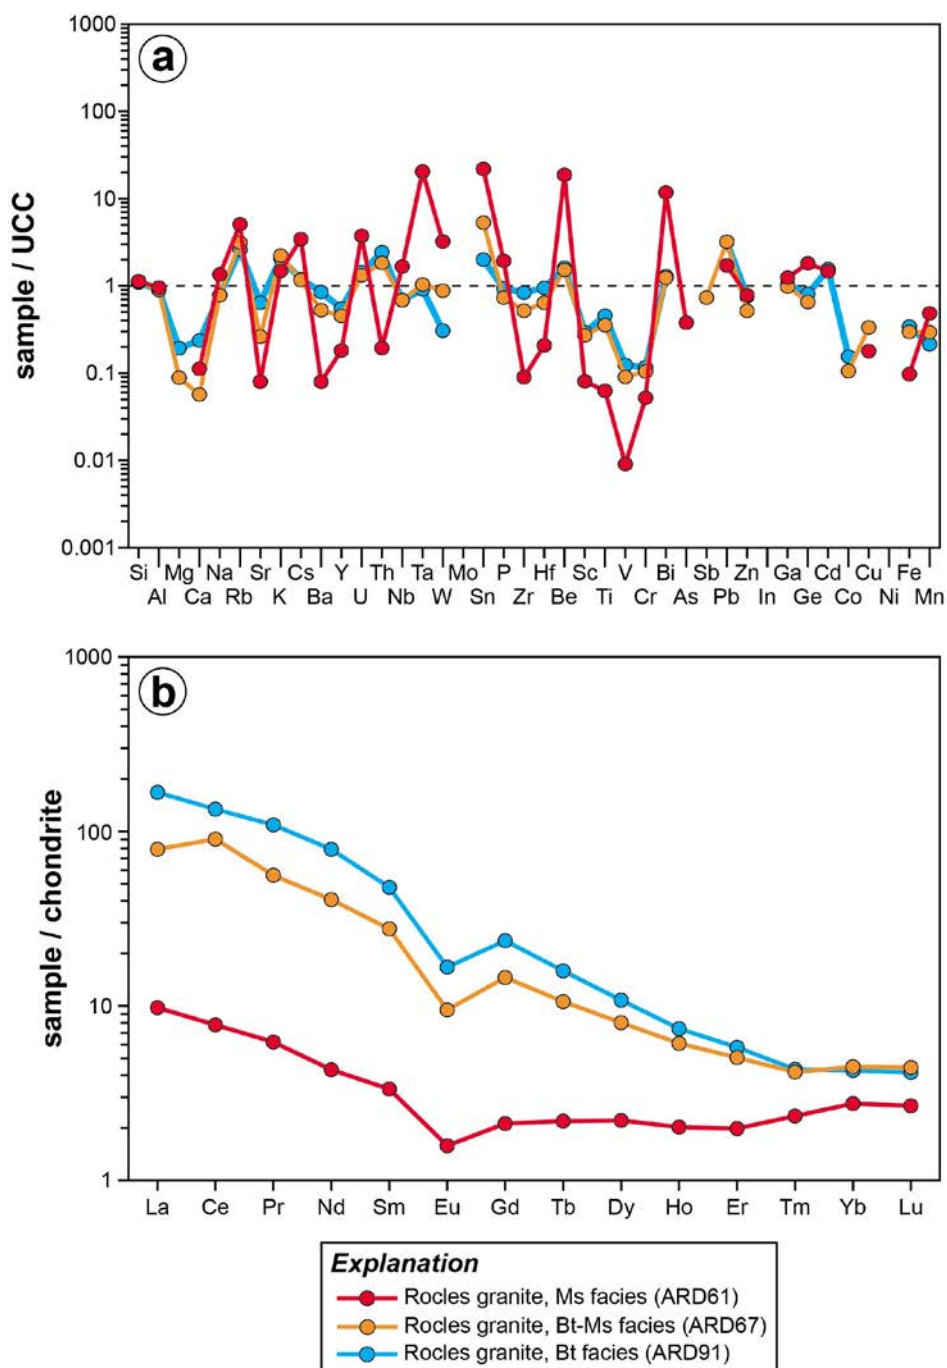 a
1000
100
10
1
0.1
0.01
0.001
sample / UCC
Si Mg Na Sr Cs Y Th Ta Mo P Hf Sc V Bi Sb Zn Ga Cd Cu Fe
Al Ca Rb K Ba U Nb W Sn Zr Be Ti Cr As Pb In Ge Co Ni Mn
b
1000
100
10
1
sample / chondrite
La Ce Pr Nd Sm Eu Gd Tb Dy Ho Er Tm Yb Lu
Explanation
Rocles granite, Ms facies (ARD61)
Rocles granite, Bt-Ms facies (ARD67)
Rocles granite, Bt facies (ARD91)